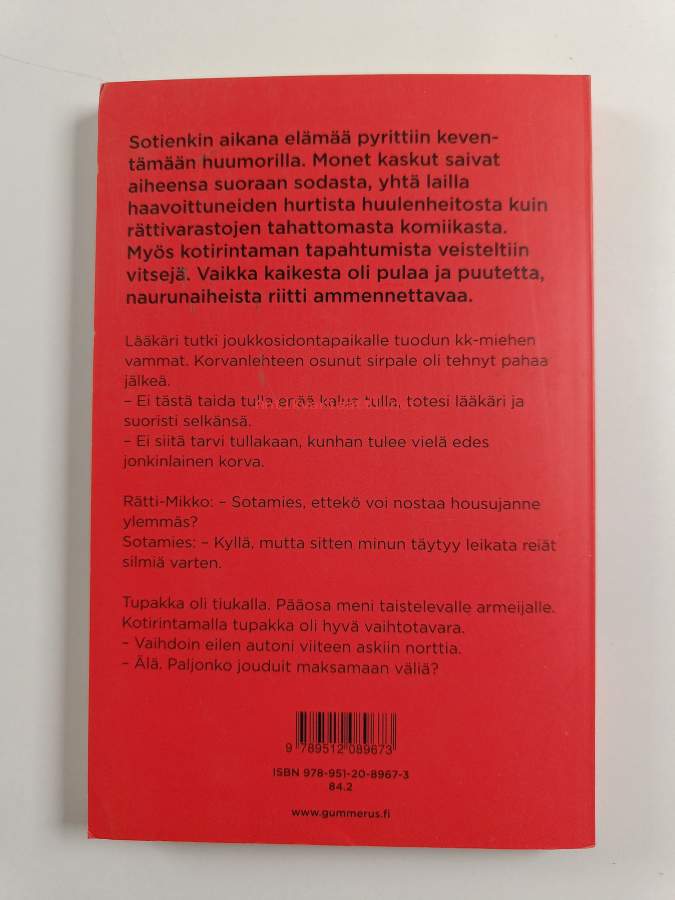 Sotienkin aikana elämää pyrittiin keven-
tämään huumorilla. Monet kaskut saivat
aiheensa suoraan sodasta, yhtä lailla
haavoittuneiden hurtista huulenheitosta kuin
rättivarastojen tahattomasta komiikasta.
Myös kotirintaman tapahtumista veisteltiin
vitsejä. Vaikka kaikesta oli pulaa ja puutetta,
naurunaiheista riitti ammennettavaa.
Lääkäri tutki joukkosidontapaikalle tuodun kk-miehen
vammat. Korvanlehteen osunut sirpale oli tehnyt pahaa
jälkeä.
– Ei tästä taida tulla enää kalua tulla, totesi lääkäri ja
suoristi selkänsä.
– Ei siitä tarvi tullakaan, kunhan tulee vielä edes
jonkinlainen korva.
Rätti-Mikko: – Sotamies, ettekö voi nostaa housujanne
ylemmäs?
Sotamies: – Kyllä, mutta sitten minun täytyy leikata reiät
silmiä varten.
Tupakka oli tiukalla. Pääosa meni taistelevalle armeijalle.
Kotirintamalla tupakka oli hyvä vaihtotavara.
– Vaihdoin eilen autoni viiteen askiin norttia.
– Älä. Paljonko jouduit maksamaan väliä?
9 789512 089673
ISBN 978-951-20-8967-3
84.2
www.gummerus.fi